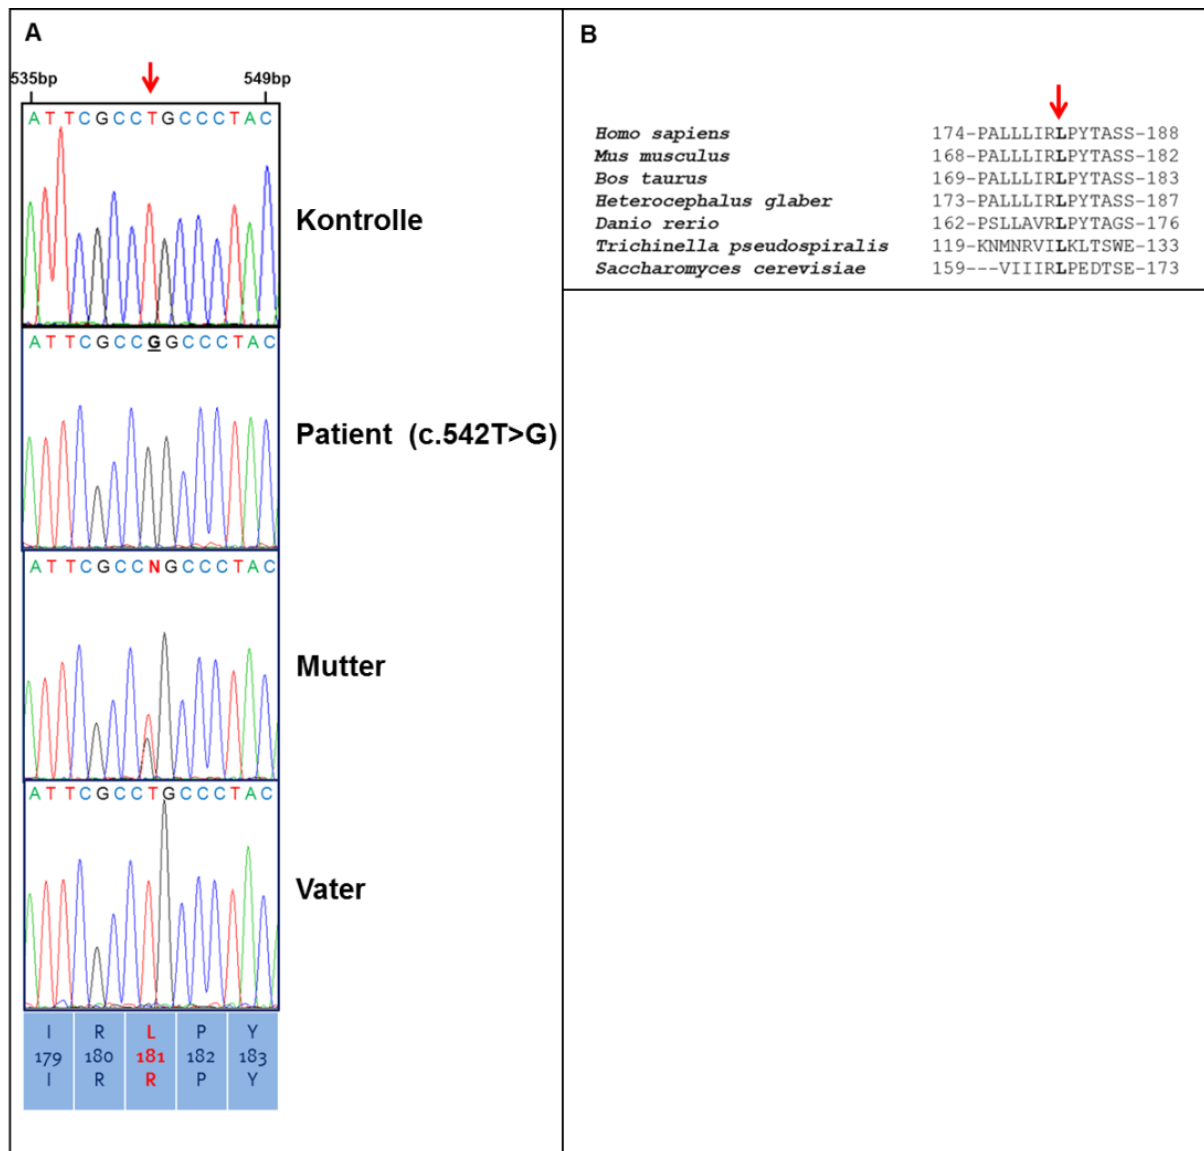 A
535bp 549bp
ATTCGCCTGCCCTAC
Kontrolle
ATTCGCCGGCCCTAC
Patient (c.542T>G)
ATTCGCCNGCCCTAC
Mutter
ATTCGCCTGCCCTAC
Vater
I R L P Y
179 180 181 182 183
I R R P Y
B
Homo sapiens 174-PALLLIRLPYTASS-188
Mus musculus 168-PALLLIRLPYTASS-182
Bos taurus 169-PALLLIRLPYTASS-183
Heterocephalus glaber 173-PALLLIRLPYTASS-187
Danio rerio 162-PSLLAVRLPYTAGS-176
Trichinella pseudospiralis 119-KNMNRVILKLTSWE-133
Saccharomyces cerevisiae 159---VIIIRLPEDTSE-173